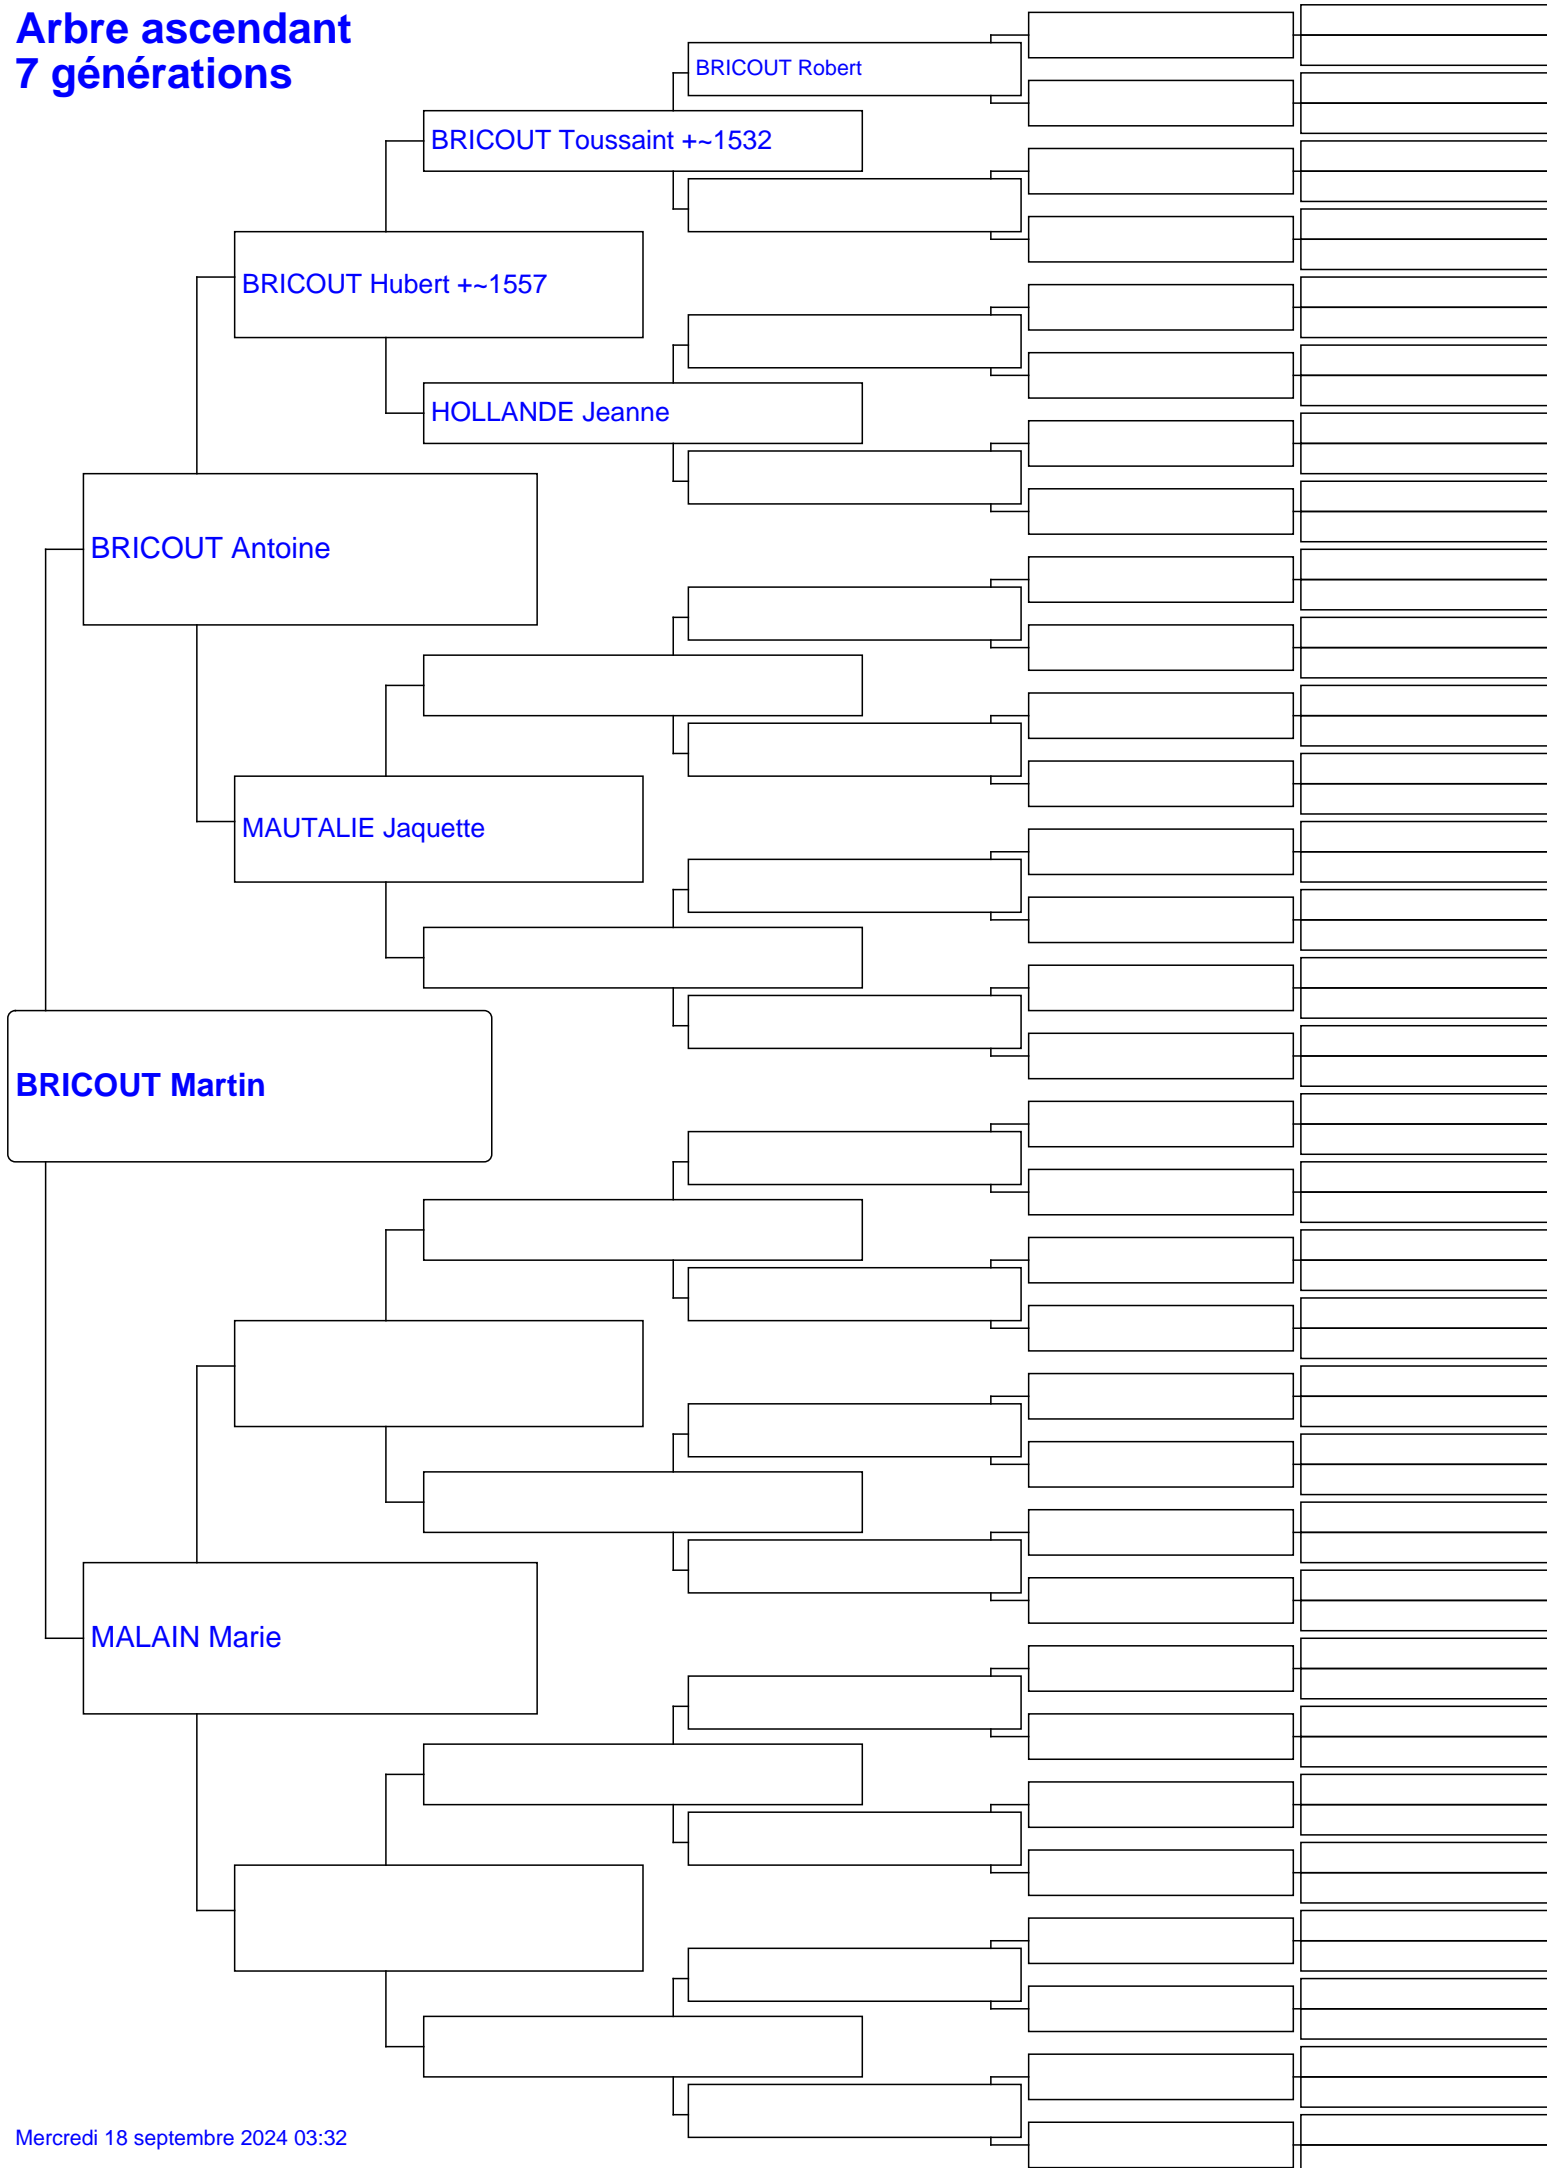 Arbre ascendant
7 générations
BRICOUT Robert
BRICOUT Toussaint +~1532
BRICOUT Hubert +~1557
HOLLANDE Jeanne
BRICOUT Antoine
MAUTALIE Jaquette
BRICOUT Martin
MALAIN Marie
Mercredi 18 septembre 2024 03:32